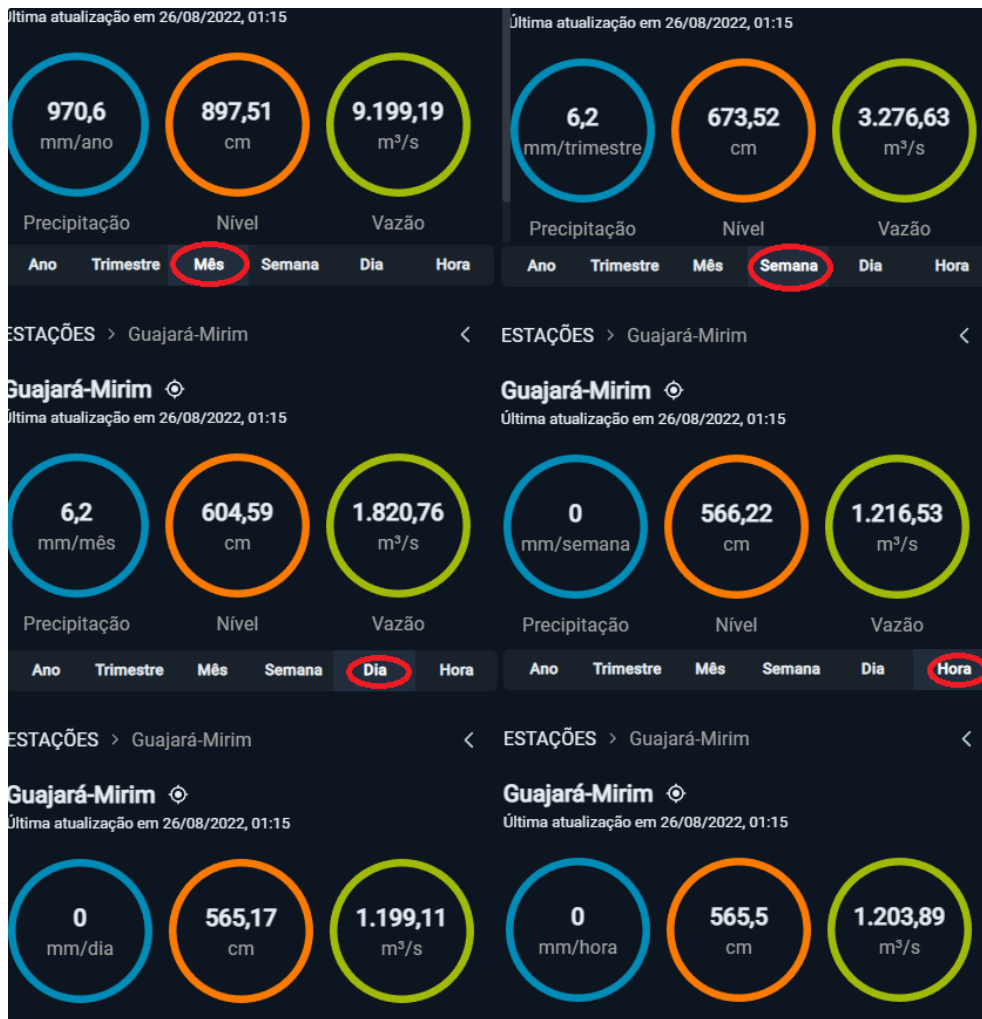 Última atualização em 26/08/2022, 01:15
970,6
mm/ano
897,51
cm
9.199,19
m³/s
Precipitação
Nível
Vazão
Última atualização em 26/08/2022, 01:15
6,2
mm/trimestre
673,52
cm
3.276,63
m³/s
Precipitação
Nível
Vazão
Ano Trimestre Mês Semana Dia Hora
ESTAÇÕES > Guajará-Mirim
Guajará-Mirim
Última atualização em 26/08/2022, 01:15
6,2
mm/mês
604,59
cm
1.820,76
m³/s
Precipitação
Nível
Vazão
Ano Trimestre Mês Semana Dia Hora
ESTAÇÕES > Guajará-Mirim
Guajará-Mirim
Última atualização em 26/08/2022, 01:15
0
mm/semana
566,22
cm
1.216,53
m³/s
Precipitação
Nível
Vazão
Ano Trimestre Mês Semana Dia Hora
ESTAÇÕES > Guajará-Mirim
Guajará-Mirim
Última atualização em 26/08/2022, 01:15
0
mm/dia
565,17
cm
1.199,11
m³/s
Ano Trimestre Mês Semana Dia Hora
ESTAÇÕES > Guajará-Mirim
Guajará-Mirim
Última atualização em 26/08/2022, 01:15
0
mm/hora
565,5
cm
1.203,89
m³/s